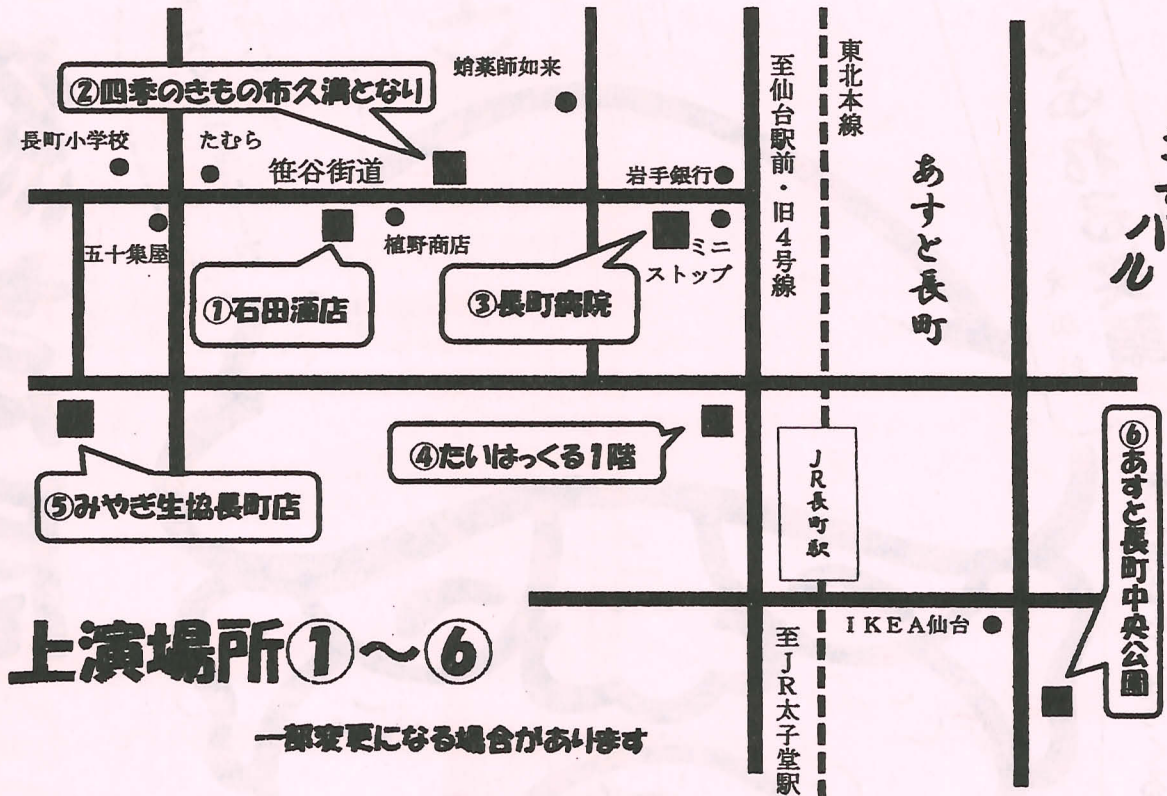 ②四季のきもの布久満となり
蛸薬師如来
長町小学校
たむら
笹谷街道
岩手銀行
五十集屋
植野商店
ミニ
ストップ
①石田酒店
③長町病院
至仙台駅前・旧4号線
東北本線
あすと長町
④たいはっくる1階
⑤みやぎ生協長町店
JR長町駅
⑥あすと長町中央公園
IKEA仙台
至JR太子堂駅
上演場所①～⑥
一部変更になる場合があります
バル